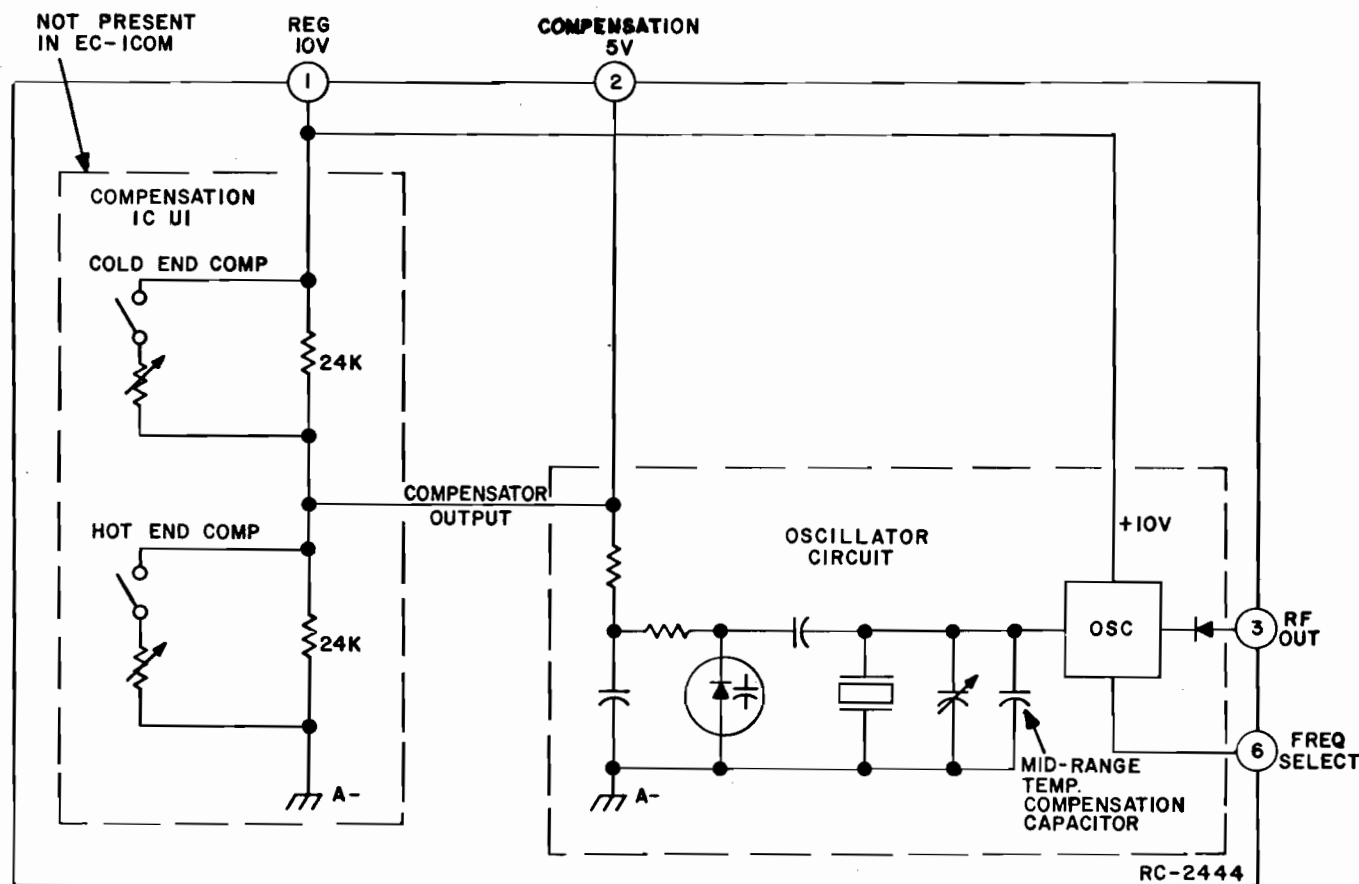 NOT PRESENT
IN EC-ICOM
REG
10V
1
COMPENSATION
5V
2
COMPENSATION
IC U1
COLD END COMP
24K
COMPENSATOR
OUTPUT
HOT END COMP
24K
A-
OSCILLATOR
CIRCUIT
+10V
OSC
3
RF
OUT
6
FREQ
SELECT
MID-RANGE
TEMP.
COMPENSATION
CAPACITOR
A-
RC-2444